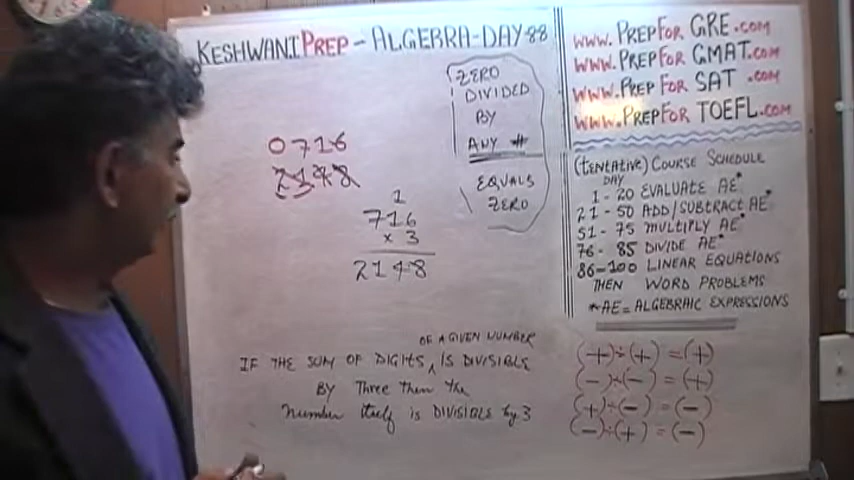 KESHWANI PREP - ALGEBRA - DAY-88
0716
2148
1
716
× 3
2148
ZERO
DIVIDED
BY
ANY #
EQUALS
ZERO
IF THE SUM OF DIGITS ^ OF A GIVEN NUMBER IS DIVISIBLE
BY Three then the
Number itself is DIVISIBLE by 3
www.PREPFOR GRE.com
www.PREPFOR GMAT.com
www.PREP FOR SAT.com
www.PREPFOR TOEFL.com
(TENTATIVE) COURSE SCHEDULE
DAY
1-20 EVALUATE AE*
21-50 ADD/SUBTRACT AE*
51-75 MULTIPLY AE*
76-85 DIVIDE AE*
86-100 LINEAR EQUATIONS
THEN WORD PROBLEMS
*AE = ALGEBRAIC EXPRESSIONS
(+)÷(+) = (+)
(-)÷(-) = (+)
(+)÷(-) = (-)
(-)÷(+) = (-)